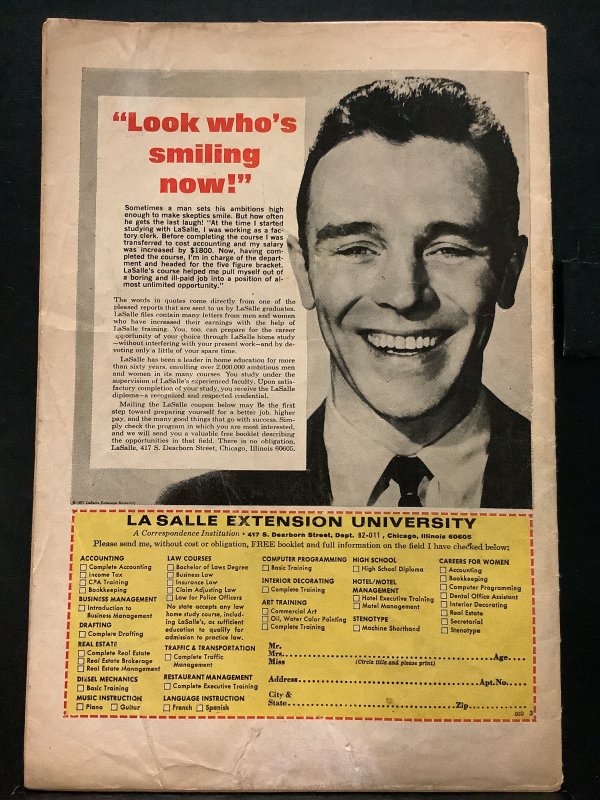 “Look who’s
smiling
now!”
Sometimes a man sets his ambitions high
enough to make skeptics smile. But how often
he gets the last laugh! “At the time I started
studying with LaSalle, I was working as a fac-
tory clerk. Before completing the course I was
transferred to cost accounting and my salary
was increased by $1800. Now, having com-
pleted the course, I’m in charge of the depart-
ment and headed for the five figure bracket.
LaSalle’s course helped me pull myself out of
a boring and ill-paid job into a position of al-
most unlimited opportunity.”
The words in quotes come directly from one of the
pleased reports that are sent to us by LaSalle graduates.
LaSalle files contain many letters from men and women
who have increased their earnings with the help of
LaSalle training. You, too, can prepare for the career
opportunity of your choice through LaSalle home study
—without interfering with your present work—and by de-
voting only a little of your spare time.
LaSalle has been a leader in home education for more
than sixty years, enrolling over 2,000,000 ambitious men
and women in its many courses. You study under the
supervision of LaSalle’s experienced faculty. Upon satis-
factory completion of your study, you receive the LaSalle
diploma—a recognized and respected credential.
Mailing the LaSalle coupon below may be the first
step toward preparing yourself for a better job, higher
pay, and the many good things that go with success. Sim-
ply check the program in which you are most interested,
and we will send you a valuable free booklet describing
the opportunities in that field. There is no obligation.
LaSalle, 417 S. Dearborn Street, Chicago, Illinois 60605.
© 1971 LaSalle Extension University
LA SALLE EXTENSION UNIVERSITY
A Correspondence Institution • 417 S. Dearborn Street, Dept. 82-011, Chicago, Illinois 60605
Please send me, without cost or obligation, FREE booklet and full information on the field I have checked below:
ACCOUNTING
Complete Accounting
Income Tax
CPA Training
Bookkeeping
BUSINESS MANAGEMENT
Introduction to
Business Management
DRAFTING
Complete Drafting
REAL ESTATE
Complete Real Estate
Real Estate Brokerage
Real Estate Management
DIESEL MECHANICS
Basic Training
MUSIC INSTRUCTION
Piano Guitar
LAW COURSES
Bachelor of Laws Degree
Business Law
Insurance Law
Claim Adjusting Law
Law for Police Officers
No state accepts any law
home study course, includ-
ing LaSalle’s, as sufficient
education to qualify for
admission to practice law.
TRAFFIC & TRANSPORTATION
Complete Traffic
Management
RESTAURANT MANAGEMENT
Complete Executive Training
LANGUAGE INSTRUCTION
French Spanish
COMPUTER PROGRAMMING
Basic Training
INTERIOR DECORATING
Complete Training
ART TRAINING
Commercial Art
Oil, Water Color Painting
Complete Training
HIGH SCHOOL
High School Diploma
HOTEL/MOTEL
MANAGEMENT
Hotel Executive Training
Motel Management
STENOTYPE
Machine Shorthand
CAREERS FOR WOMEN
Accounting
Bookkeeping
Computer Programming
Dental Office Assistant
Interior Decorating
Real Estate
Secretarial
Stenotype
Mr.
Mrs. Age
Miss (Circle title and please print)
Address Apt. No.
City &
State Zip